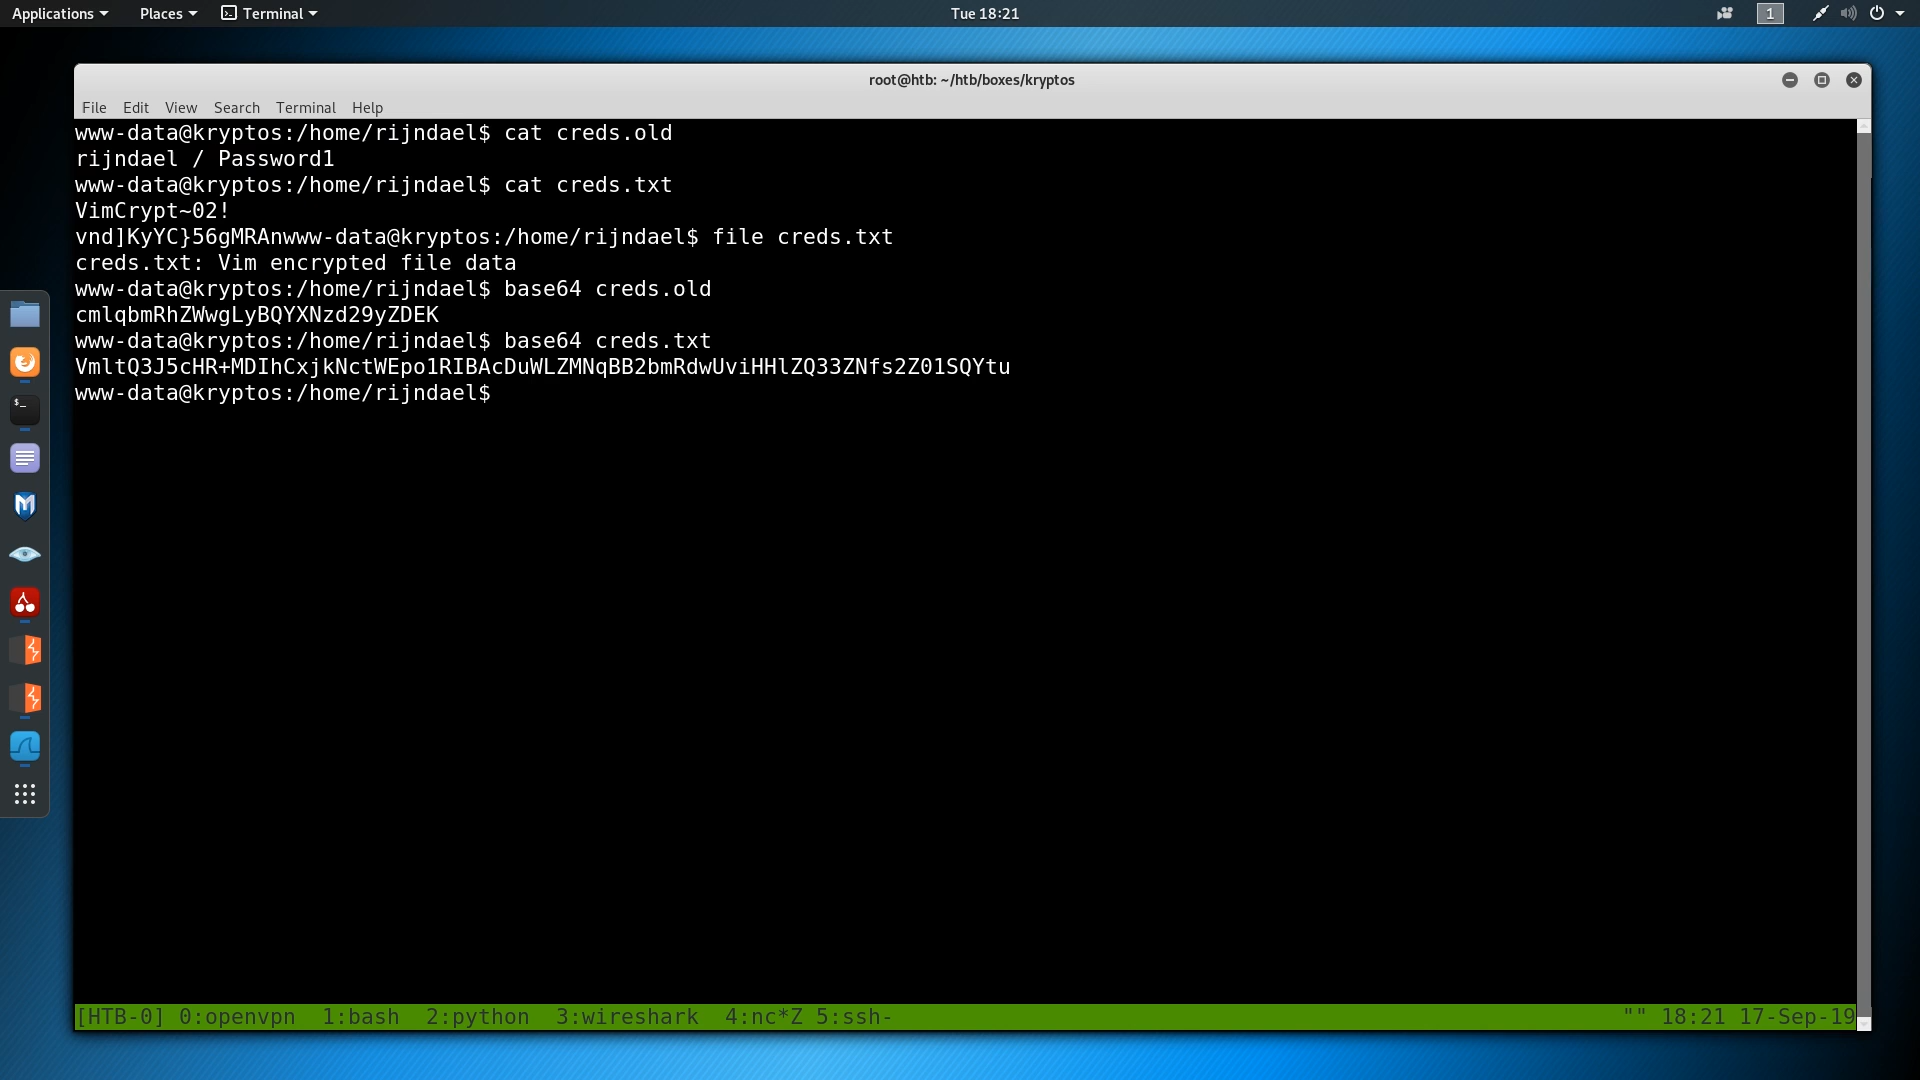 Applications Places Terminal Tue 18:21 1
root@htb: ~/htb/boxes/kryptos
File Edit View Search Terminal Help
www-data@kryptos:/home/rijndael$ cat creds.old
rijndael / Password1
www-data@kryptos:/home/rijndael$ cat creds.txt
VimCrypt~02!
vnd]KyYC}56gMRAnwww-data@kryptos:/home/rijndael$ file creds.txt
creds.txt: Vim encrypted file data
www-data@kryptos:/home/rijndael$ base64 creds.old
cmlqbmRhZWwgLyBQYXNzd29yZDEK
www-data@kryptos:/home/rijndael$ base64 creds.txt
VmltQ3J5cHR+MDIhCxjkNctWEpo1RIBAcDuWLZMNqBB2bmRdwUviHHlZQ33ZNfs2Z01SQYtu
www-data@kryptos:/home/rijndael$
[HTB-0] 0:openvpn 1:bash 2:python 3:wireshark 4:nc*Z 5:ssh- "" 18:21 17-Sep-19